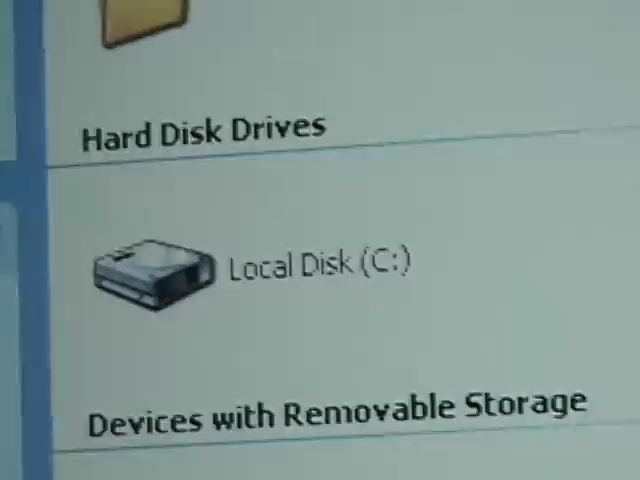 Hard Disk Drives
Local Disk (C:)
Devices with Removable Storage